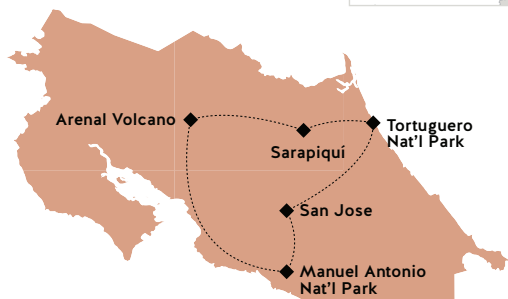 Arenal Volcano
Tortuguero
Nat'l Park
Sarapiquí
San Jose
Manuel Antonio
Nat'l Park